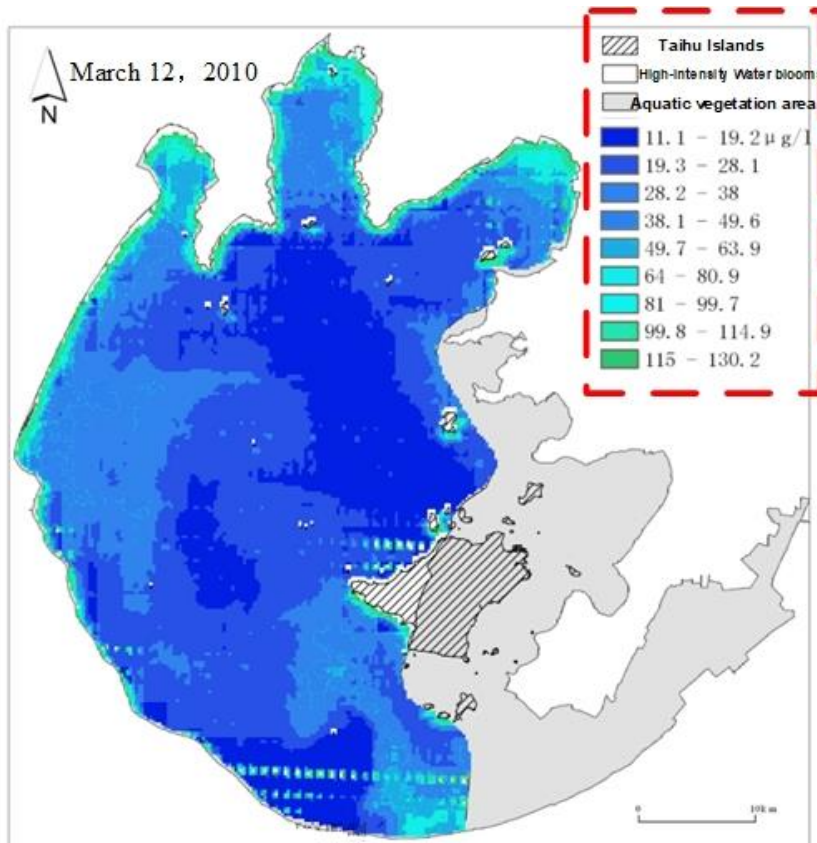 March 12，2010
N
Taihu Islands
High-Intensity Water bloom
Aquatic vegetation area
11.1 - 19.2μg/l
19.3 - 28.1
28.2 - 38
38.1 - 49.6
49.7 - 63.9
64 - 80.9
81 - 99.7
99.8 - 114.9
115 - 130.2
0 10km